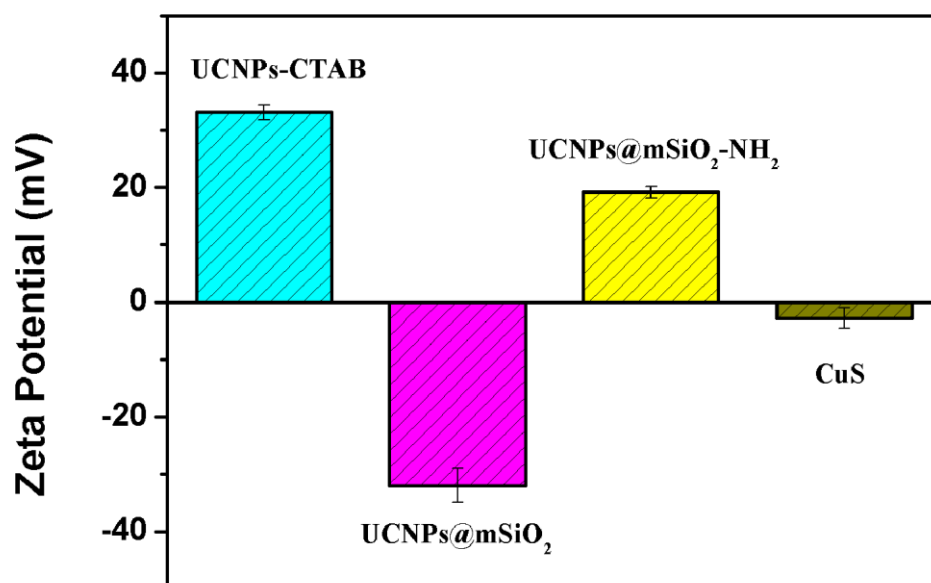 Zeta Potential (mV)
40
20
0
-20
-40
UCNPs-CTAB
UCNPs@mSiO₂
UCNPs@mSiO₂-NH₂
CuS